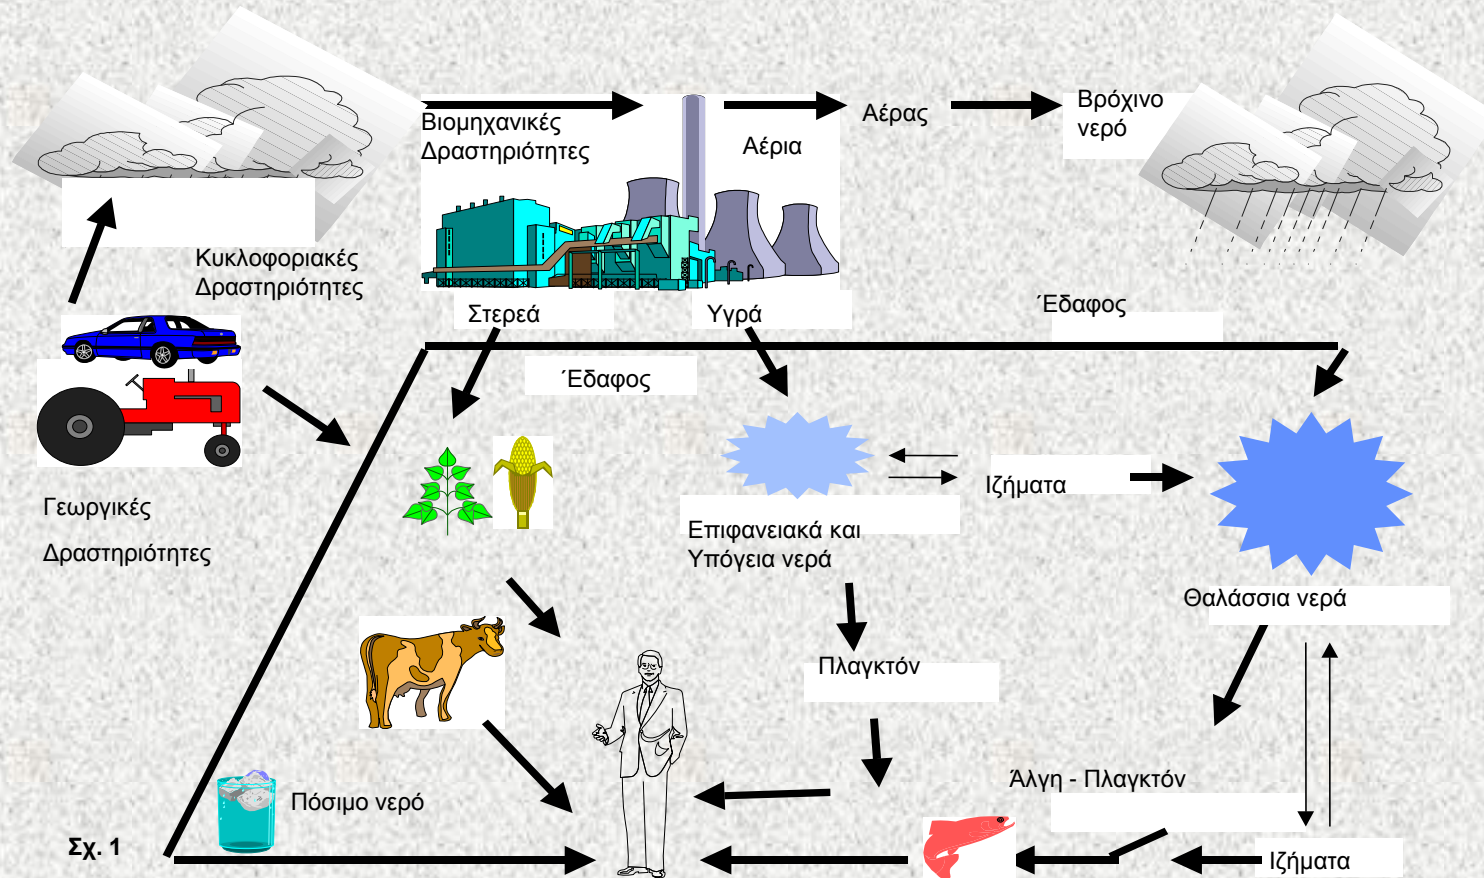 Βιομηχανικές
Δραστηριότητες
Αέρια
Αέρας
Βρόχινο
νερό
Κυκλοφοριακές
Δραστηριότητες
Στερεά
Υγρά
Έδαφος
Έδαφος
Γεωργικές
Δραστηριότητες
Επιφανειακά και
Υπόγεια νερά
Ιζήματα
Θαλάσσια νερά
Πλαγκτόν
Πόσιμο νερό
Άλγη - Πλαγκτόν
Σχ. 1
Ιζήματα